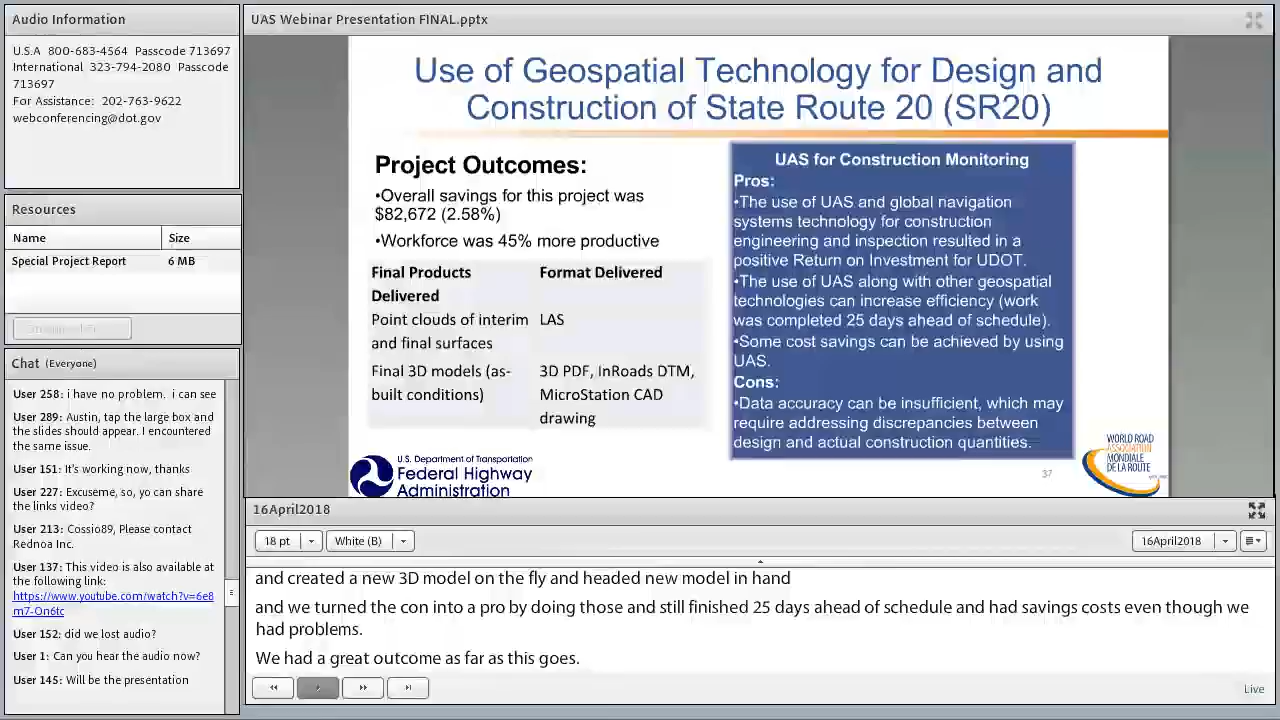 Audio Information
U.S.A 800-683-4564 Passcode 713697
International 323-794-2080 Passcode
713697
For Assistance: 202-763-9622
webconferencing@dot.gov
Resources
Name Size
Special Project Report 6 MB
Chat (Everyone)
User 258: i have no problem. i can see
User 289: Austin, tap the large box and
the slides should appear. I encountered
the same issue.
User 151: It's working now, thanks
User 227: Excuseme, so, yo can share
the links video?
User 213: Cossio89, Please contact
Rednoa Inc.
User 137: This video is also available at
the following link:
https://www.youtube.com/watch?v=6e8
m7-On6tc
User 152: did we lost audio?
User 1: Can you hear the audio now?
User 145: Will be the presentation
UAS Webinar Presentation FINAL.pptx
Use of Geospatial Technology for Design and
Construction of State Route 20 (SR20)
Project Outcomes:
•Overall savings for this project was
$82,672 (2.58%)
•Workforce was 45% more productive
Final Products Format Delivered
Delivered
Point clouds of interim LAS
and final surfaces
Final 3D models (as- 3D PDF, InRoads DTM,
built conditions) MicroStation CAD
drawing
UAS for Construction Monitoring
Pros:
•The use of UAS and global navigation
systems technology for construction
engineering and inspection resulted in a
positive Return on Investment for UDOT.
•The use of UAS along with other geospatial
technologies can increase efficiency (work
was completed 25 days ahead of schedule).
•Some cost savings can be achieved by using
UAS.
Cons:
•Data accuracy can be insufficient, which may
require addressing discrepancies between
design and actual construction quantities.
U.S. Department of Transportation
Federal Highway
Administration
37
WORLD ROAD
ASSOCIATION
MONDIALE
DE LA ROUTE
16April2018
18 pt White (B) 16April2018
and created a new 3D model on the fly and headed new model in hand
and we turned the con into a pro by doing those and still finished 25 days ahead of schedule and had savings costs even though we
had problems.
We had a great outcome as far as this goes.
Live